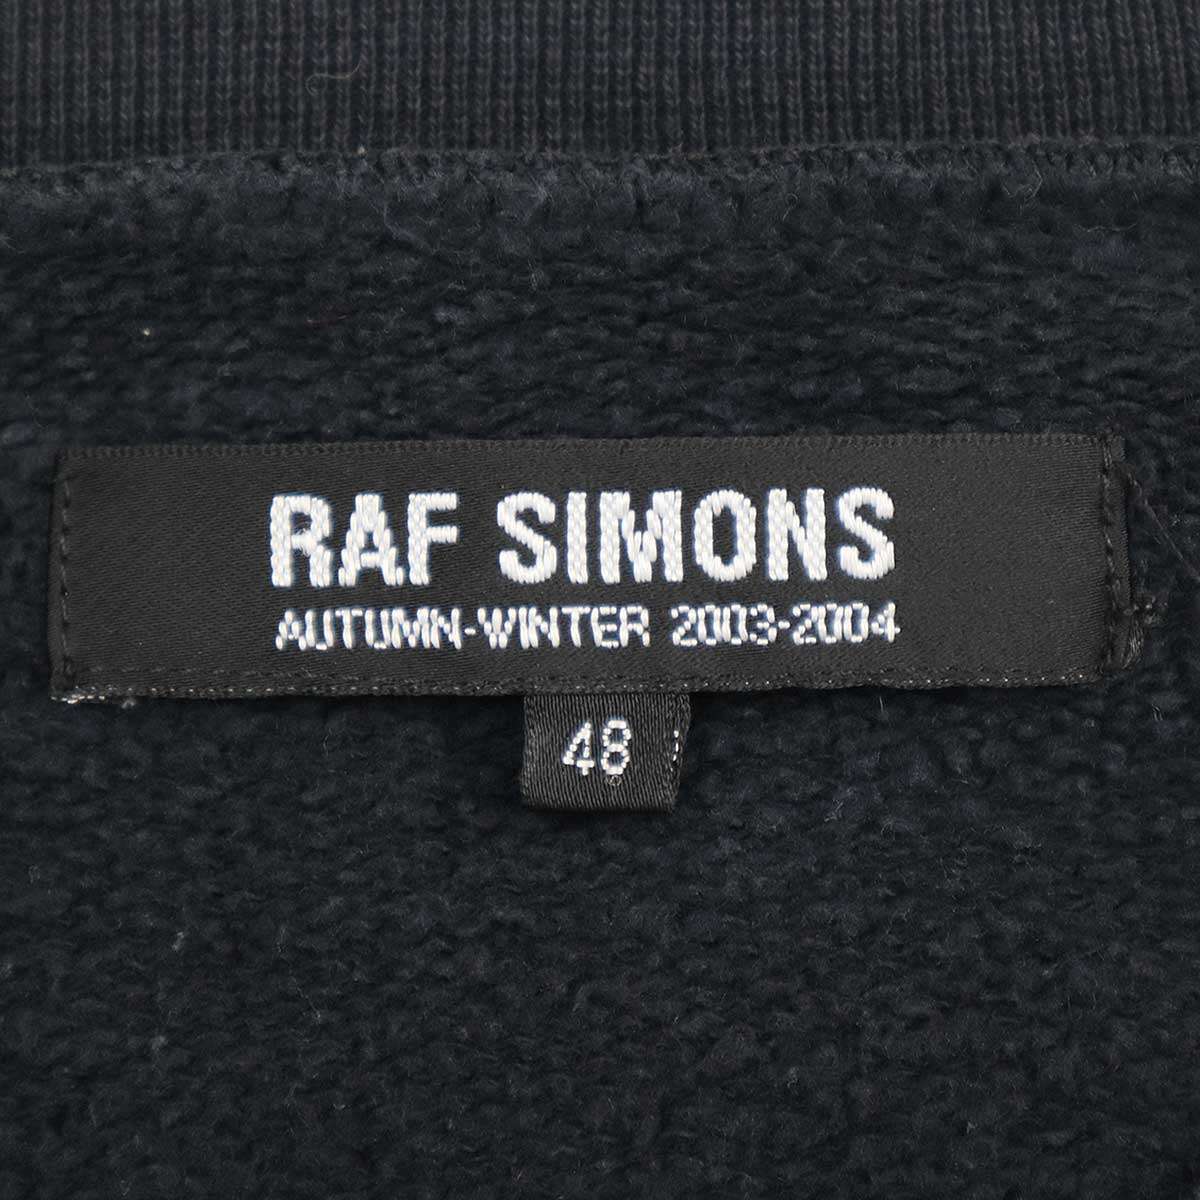 RAF SIMONS
AUTUMN-WINTER 2003-2004
48